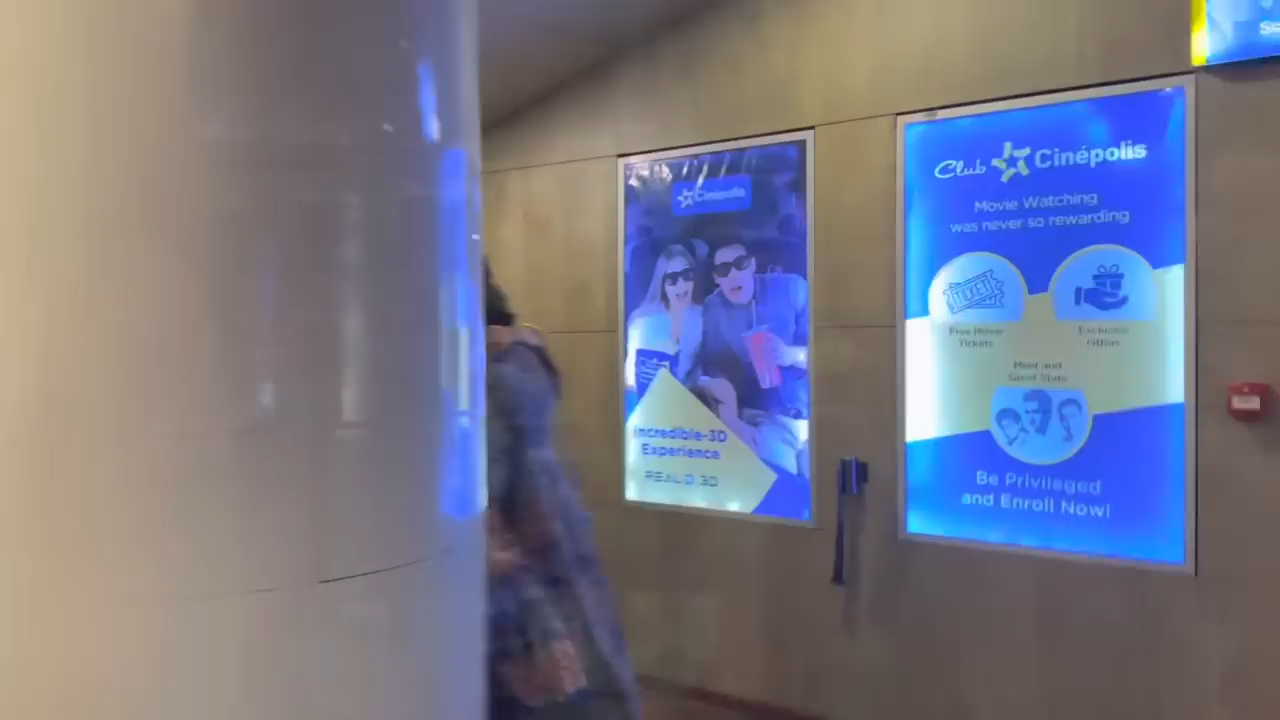 Cinépolis
Incredible-3D
Experience
REAL D 3D
Club Cinépolis
Movie Watching
was never so rewarding
TICKET
Free Movie
Tickets
Exclusive
Offers
Meet and
Greet Stars
Be Privileged
and Enroll Now!